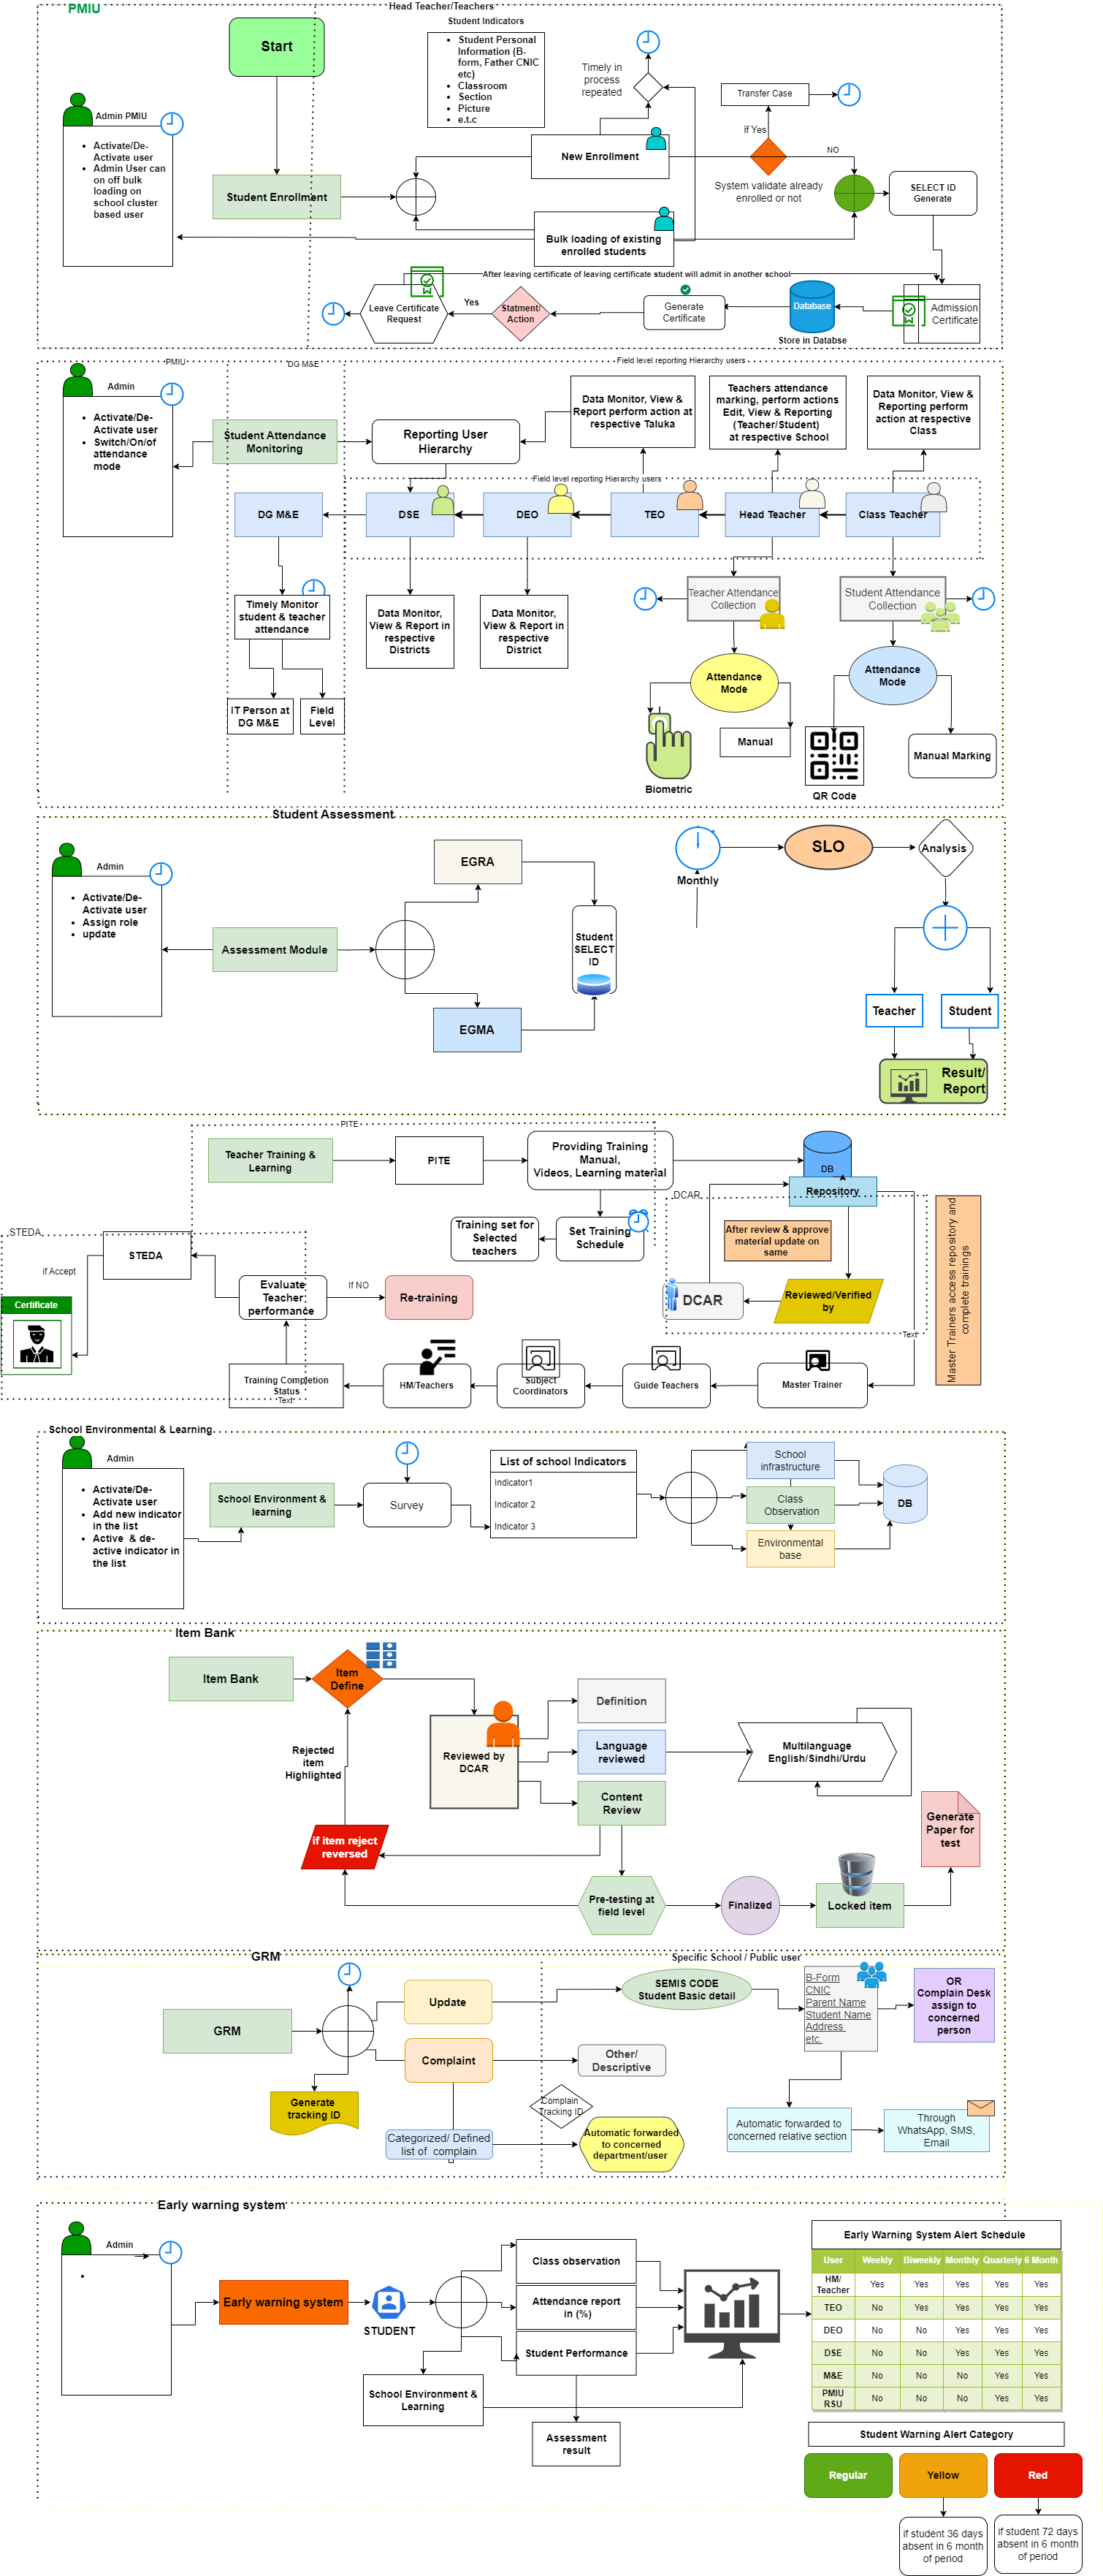 PMIU
Head Teacher/Teachers
Start
Student Indicators
Student Personal
Information (B-
form, Father CNIC
etc)
Classroom
Section
Picture
e.t.c
Timely in
process
repeated
Transfer Case
if Yes
NO
Admin PMIU
Activate/De-
Activate user
Admin User can
on off bulk
loading on
school cluster
based user
Student Enrollment
New Enrollment
System validate already
enrolled or not
SELECT ID
Generate
Bulk loading of existing
enrolled students
After leaving certificate of leaving certificate student will admit in another school
Leave Certificate
Request
Yes
Statment/
Action
Generate
Certificate
Database
Store in Databse
Admission
Certificate
PMIU
DG M&E
Field level reporting Hierarchy users
Admin
Activate/De-
Activate user
Switch/On/of
attendance
mode
Student Attendance
Monitoring
Reporting User
Hierarchy
Data Monitor, View &
Report perform action at
respective Taluka
Teachers attendance
marking, perform actions
Edit, View & Reporting
(Teacher/Student)
at respective School
Data Monitor, View &
Reporting perform
action at respective
Class
Field level reporting Hierarchy users
DG M&E
DSE
DEO
TEO
Head Teacher
Class Teacher
Timely Monitor
student & teacher
attendance
Data Monitor,
View & Report in
respective
Districts
Data Monitor,
View & Report in
respective
District
Teacher Attendance
Collection
Student Attendance
Collection
IT Person at
DG M&E
Field
Level
Attendance
Mode
Attendance
Mode
Biometric
Manual
QR Code
Manual Marking
Student Assessment
Admin
Activate/De-
Activate user
Assign role
update
Assessment Module
EGRA
EGMA
Student
SELECT
ID
Monthly
SLO
Analysis
Teacher
Student
Result/
Report
PITE
Teacher Training &
Learning
PITE
Providing Training
Manual,
Videos, Learning material
DB
Repository
DCAR
Training set for
Selected
teachers
Set Training
Schedule
After review & approve
material update on
same
STEDA
STEDA
if Accept
Evaluate
Teacher
performance
If NO
Re-training
DCAR
Reviewed/Verified
by
Master Trainers access repository and
complete trainings
Certificate
Text
Training Completion
Status
Text
HM/Teachers
Subject
Coordinators
Guide Teachers
Master Trainer
School Environmental & Learning
Admin
Activate/De-
Activate user
Add new indicator
in the list
Active & de-
active indicator in
the list
School Environment &
learning
Survey
List of school Indicators
Indicator1
Indicator 2
Indicator 3
School
infrastructure
Class
Observation
Environmental
base
DB
Item Bank
Item Bank
Item
Define
Reviewed by
DCAR
Definition
Language
reviewed
Content
Review
Multilanguage
English/Sindhi/Urdu
Rejected
item
Highlighted
if item reject
reversed
Pre-testing at
field level
Finalized
Locked item
Generate
Paper for
test
GRM
Specific School / Public user
GRM
Update
Complaint
Generate
tracking ID
Categorized/ Defined
list of complain
SEMIS CODE
Student Basic detail
Other/
Descriptive
Complain
Tracking ID
Automatic forwarded
to concerned
department/user
B-Form
CNIC
Parent Name
Student Name
Address
etc.
OR
Complain Desk
assign to
concerned
person
Automatic forwarded to
concerned relative section
Through
WhatsApp, SMS,
Email
Early warning system
Admin
Early warning system
STUDENT
Class observation
Attendance report
in (%)
Student Performance
School Environment &
Learning
Assessment
result
Early Warning System Alert Schedule
User Weekly Biweekly Monthly Quarterly 6 Month
HM/
Teacher Yes Yes Yes Yes Yes
TEO No Yes Yes Yes Yes
DEO No No Yes Yes Yes
DSE No No Yes Yes Yes
M&E No No No Yes Yes
PMIU
RSU No No No Yes Yes
Student Warning Alert Category
Regular
Yellow
Red
if student 36 days
absent in 6 month
of period
if student 72 days
absent in 6 month
of period